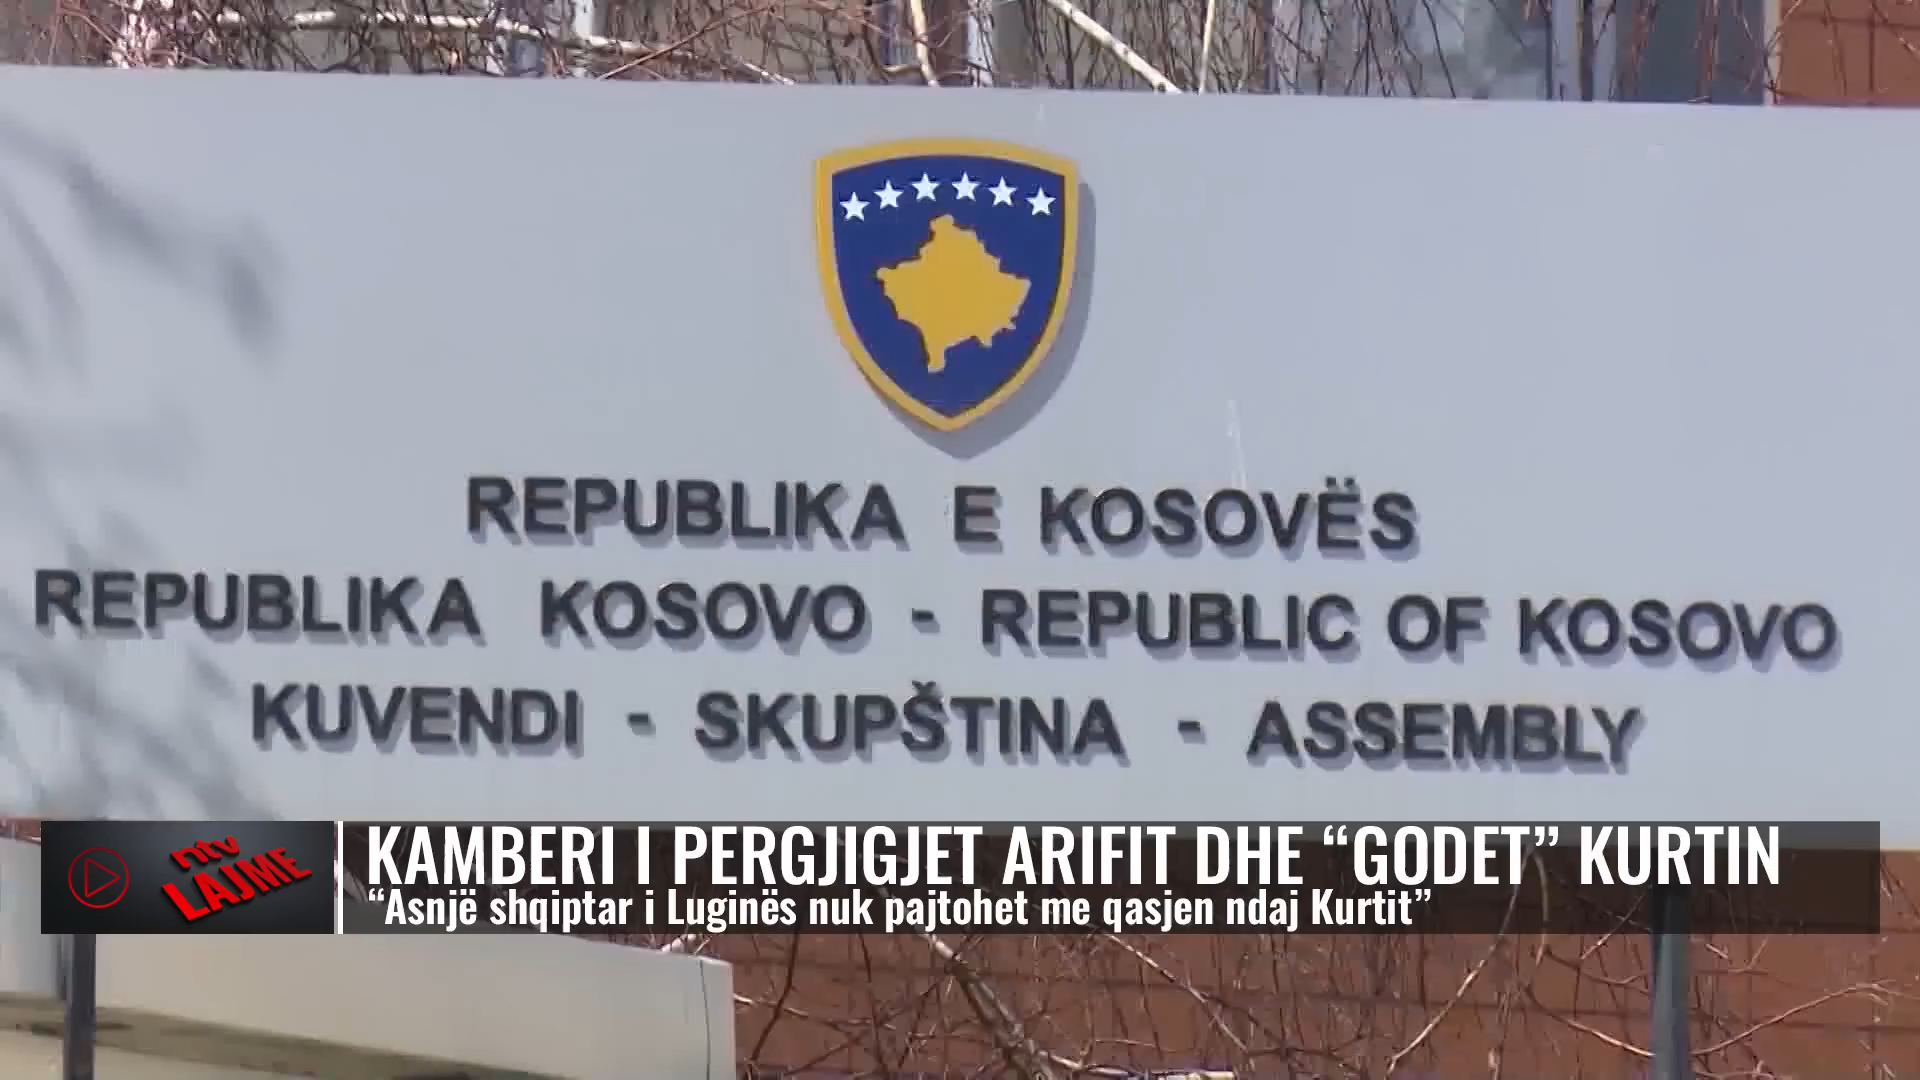 REPUBLIKA E KOSOVËS
REPUBLIKA KOSOVO - REPUBLIC OF KOSOVO
KUVENDI - SKUPŠTINA - ASSEMBLY
ntv
LAJME
KAMBERI I PERGJIGJET ARIFIT DHE “GODET” KURTIN
“Asnjë shqiptar i Luginës nuk pajtohet me qasjen ndaj Kurtit”